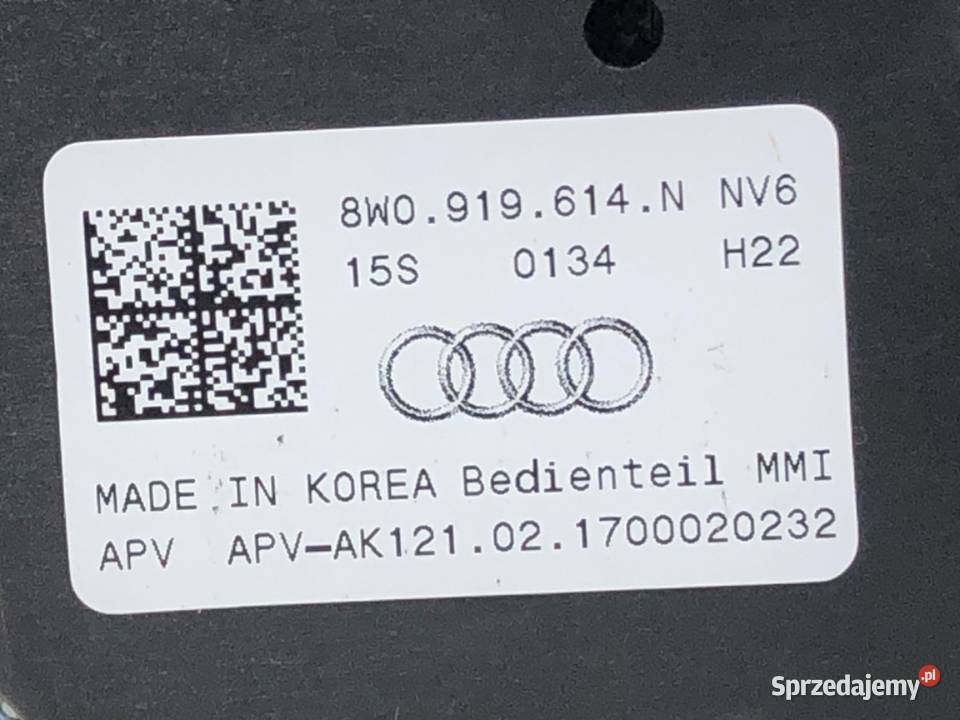 8W0.919.614.N NV6
15S 0134 H22
MADE IN KOREA Bedienteil MMI
APV APV-AK121.02.1700020232
Sprzedajemy.pl